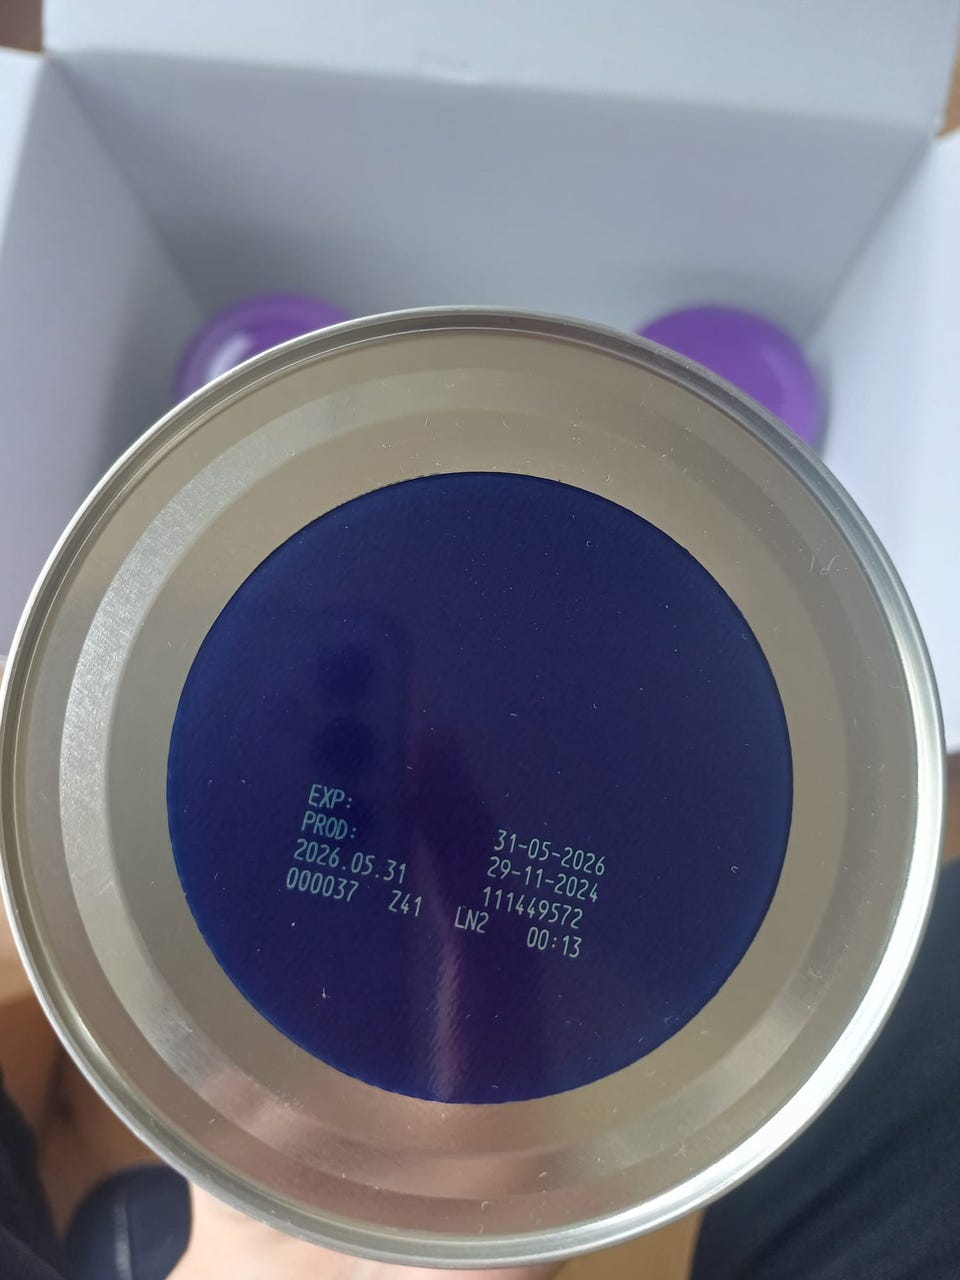 EXP: 31-05-2026
PROD: 29-11-2024
2026.05.31 111449572
000037 Z41 LN2 00:13